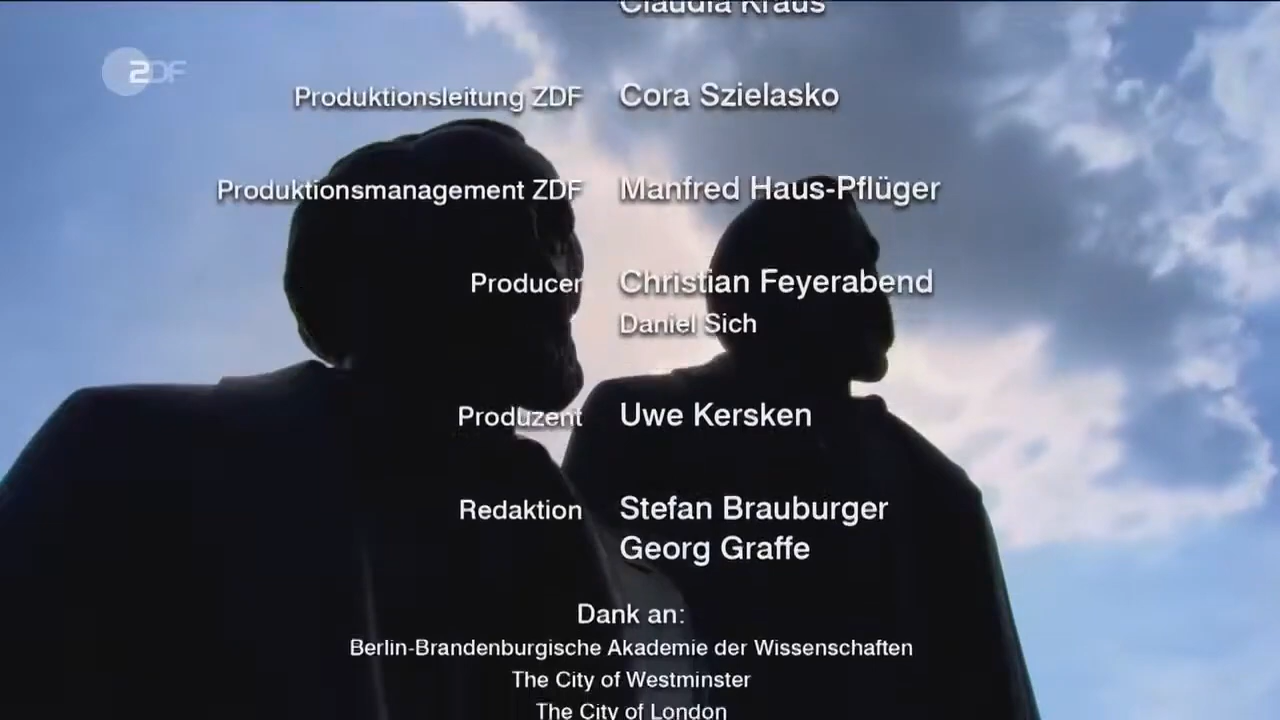 Claudia Kraus
ZDF
Produktionsleitung ZDF Cora Szielasko
Produktionsmanagement ZDF Manfred Haus-Pflüger
Producer Christian Feyerabend
Daniel Sich
Produzent Uwe Kersken
Redaktion Stefan Brauburger
Georg Graffe
Dank an:
Berlin-Brandenburgische Akademie der Wissenschaften
The City of Westminster
The City of London